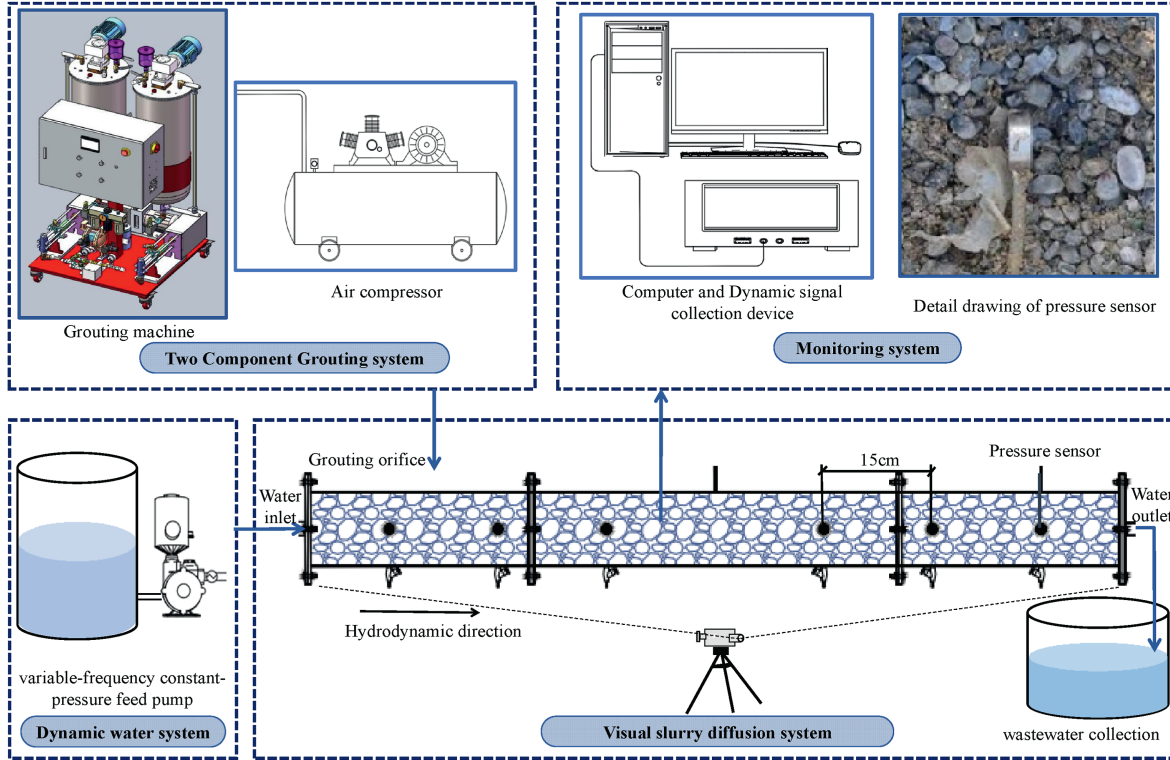 Air compressor
Grouting machine
Two Component Grouting system
Computer and Dynamic signal
collection device
Detail drawing of pressure sensor
Monitoring system
Grouting orifice
15cm
Pressure sensor
Water
inlet
Water
outlet
Hydrodynamic direction
variable-frequency constant-
pressure feed pump
Dynamic water system
Visual slurry diffusion system
wastewater collection